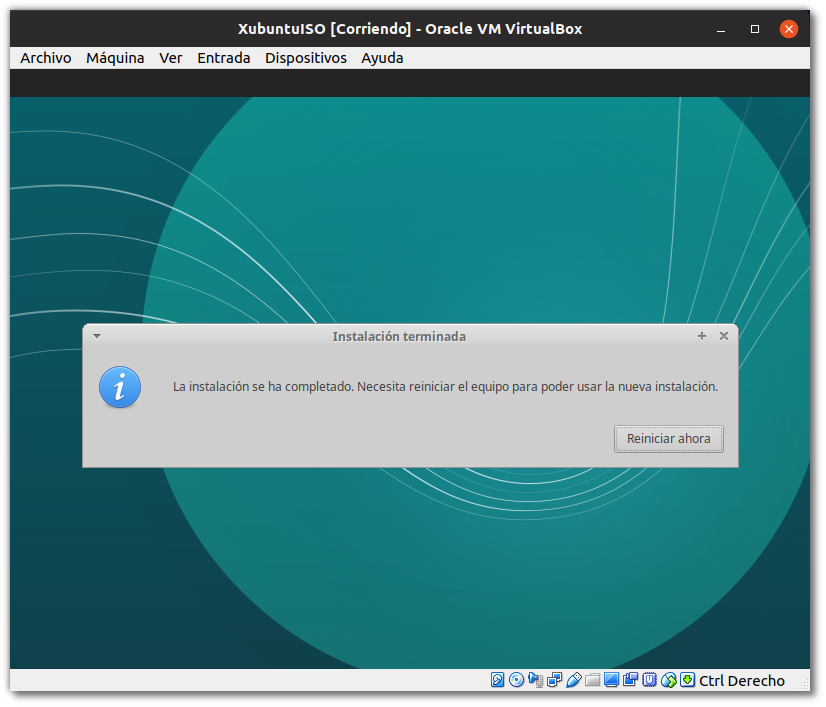 XubuntuISO [Corriendo] - Oracle VM VirtualBox
Archivo Máquina Ver Entrada Dispositivos Ayuda
Instalación terminada
La instalación se ha completado. Necesita reiniciar el equipo para poder usar la nueva instalación.
Reiniciar ahora
Ctrl Derecho